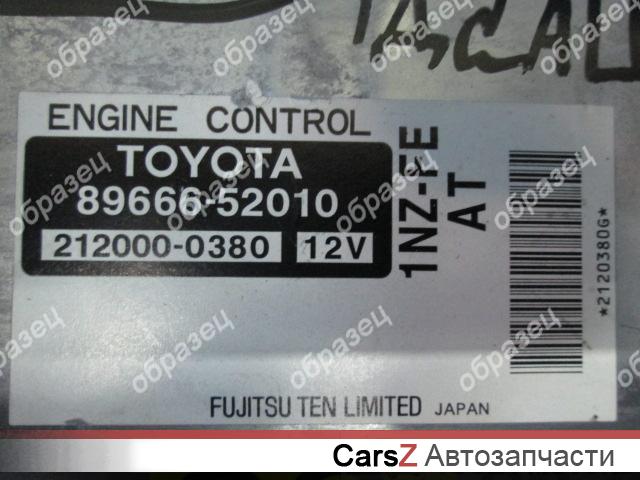 ENGINE CONTROL
TOYOTA
89666-52010
212000-0380 12V
1NZ-FE
AT
*2120380G*
FUJITSU TEN LIMITED JAPAN
образец
CarsZ Автозапчасти